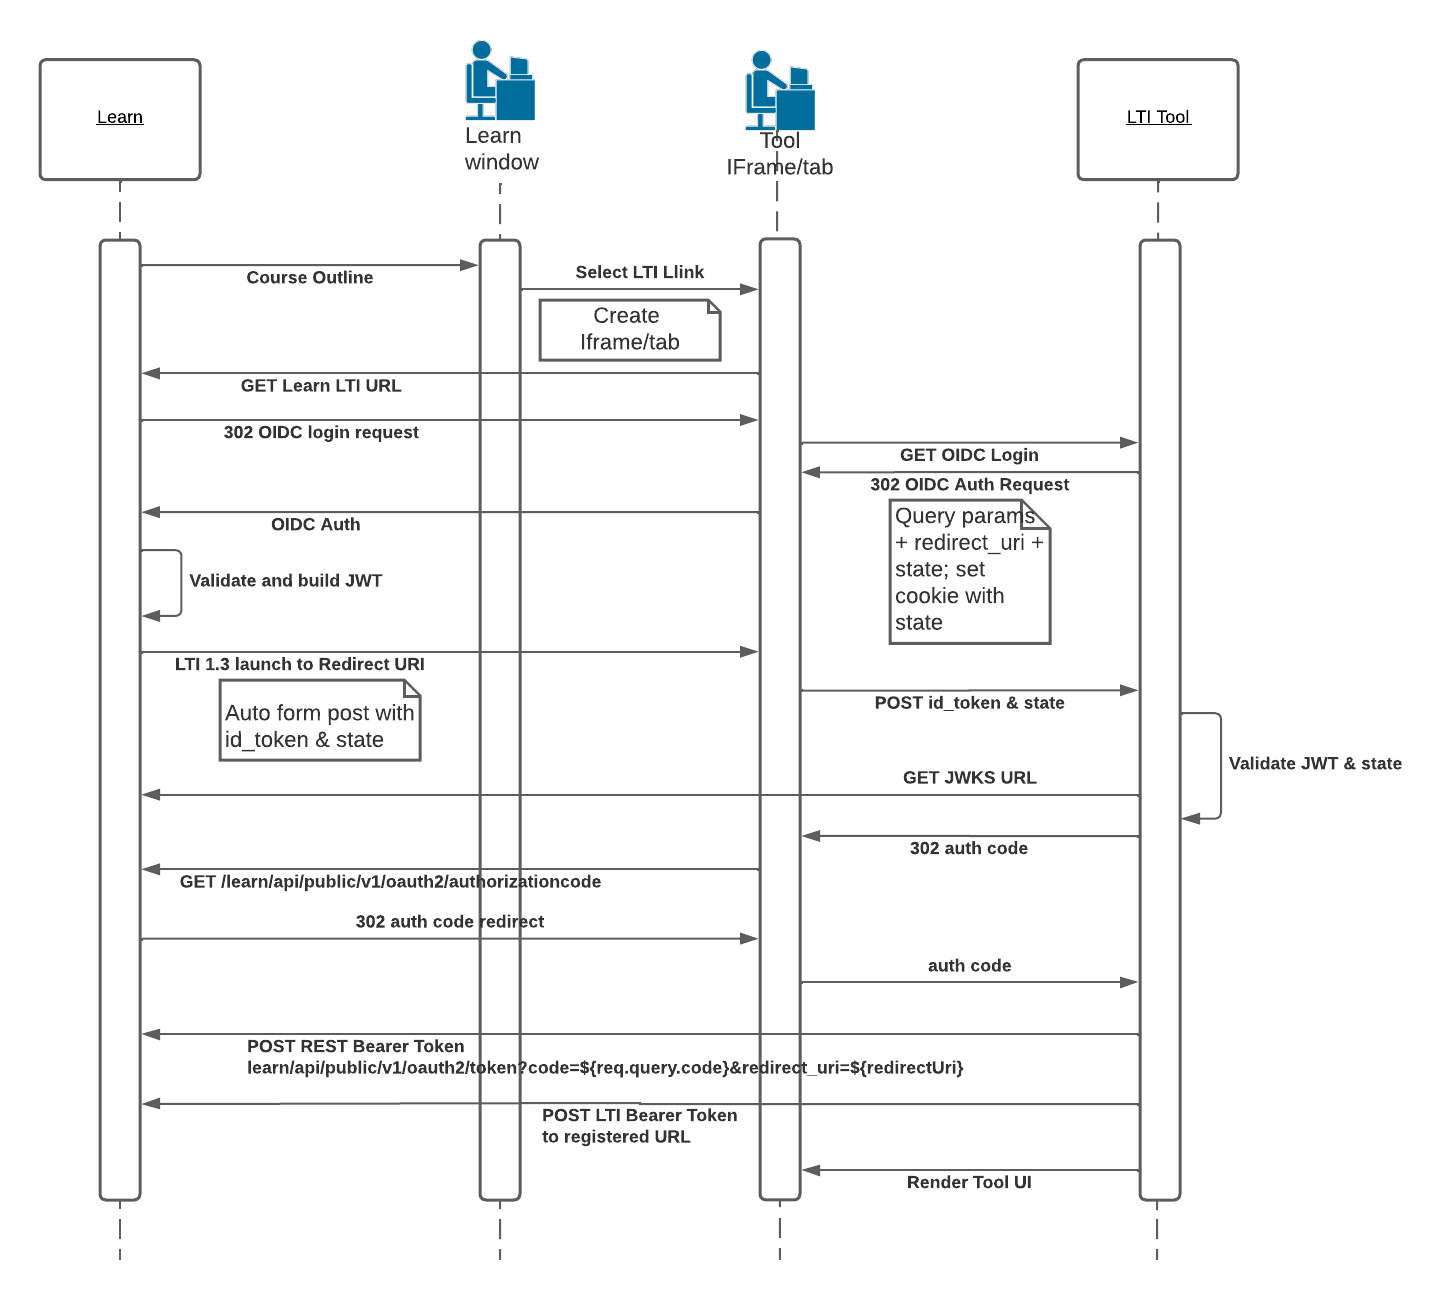 Learn
Learn
window
Tool
IFrame/tab
LTI Tool
Course Outline
Select LTI Llink
Create
Iframe/tab
GET Learn LTI URL
302 OIDC login request
GET OIDC Login
302 OIDC Auth Request
Query params
+ redirect_uri +
state; set
cookie with
state
OIDC Auth
Validate and build JWT
LTI 1.3 launch to Redirect URI
Auto form post with
id_token & state
POST id_token & state
Validate JWT & state
GET JWKS URL
302 auth code
GET /learn/api/public/v1/oauth2/authorizationcode
302 auth code redirect
auth code
POST REST Bearer Token
learn/api/public/v1/oauth2/token?code=${req.query.code}&redirect_uri=${redirectUri}
POST LTI Bearer Token
to registered URL
Render Tool UI